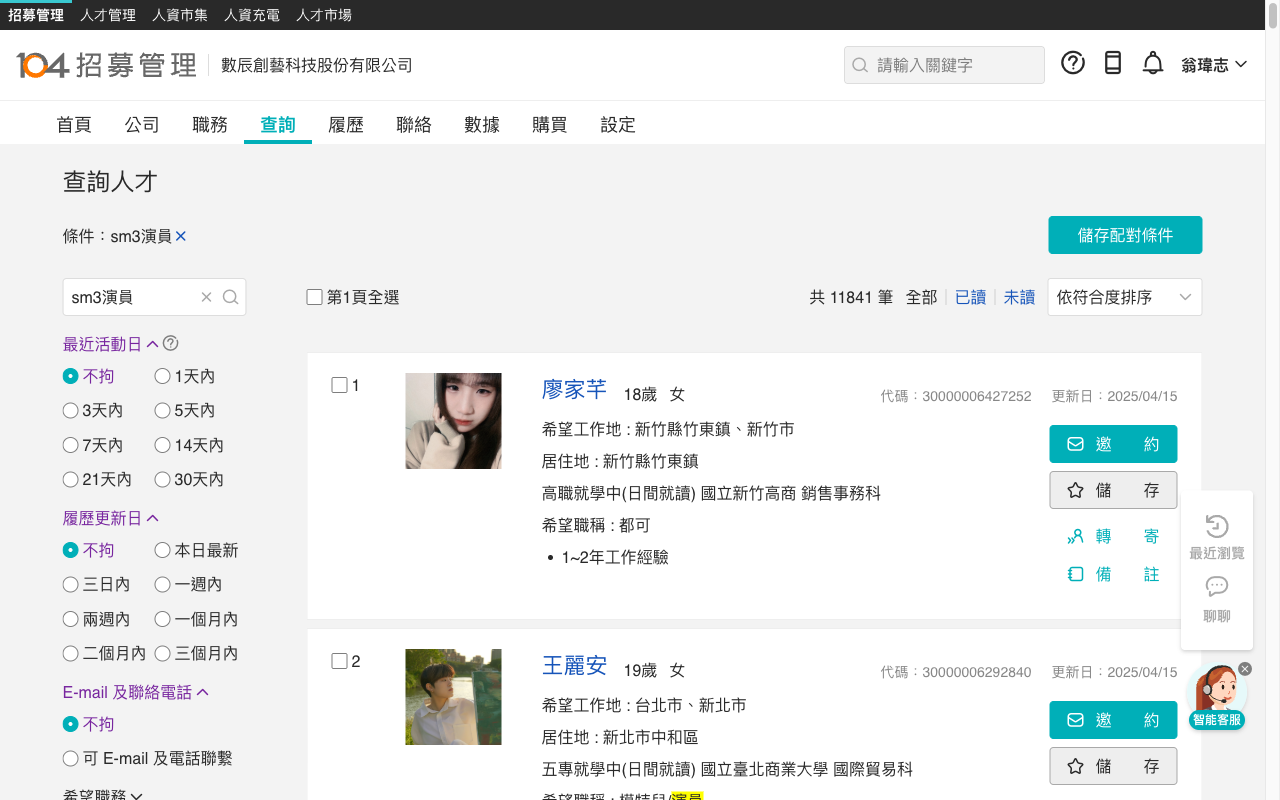 招募管理 人才管理 人資市集 人資充電 人才市場
104 招募管理 數辰創藝科技股份有限公司 請輸入關鍵字 翁瑋志
首頁 公司 職務 查詢 履歷 聯絡 數據 購買 設定
查詢人才
條件：sm3演員 儲存配對條件
sm3演員 第1頁全選 共 11841 筆 全部 已讀 未讀 依符合度排序
最近活動日
不拘 1天內
3天內 5天內
7天內 14天內
21天內 30天內
履歷更新日
不拘 本日最新
三日內 一週內
兩週內 一個月內
二個月內 三個月內
E-mail 及聯絡電話
不拘
可 E-mail 及電話聯繫
希望職務
1 廖家芊 18歲 女 代碼：30000006427252 更新日：2025/04/15
希望工作地 : 新竹縣竹東鎮、新竹市
居住地 : 新竹縣竹東鎮
高職就學中(日間就讀) 國立新竹高商 銷售事務科
希望職稱 : 都可
• 1~2年工作經驗
邀 約
儲 存
轉 寄
備 註
2 王麗安 19歲 女 代碼：30000006292840 更新日：2025/04/15
希望工作地 : 台北市、新北市
居住地 : 新北市中和區
五專就學中(日間就讀) 國立臺北商業大學 國際貿易科
希望職稱 : 模特兒/演員
邀 約
儲 存
最近瀏覽
聊聊
智能客服